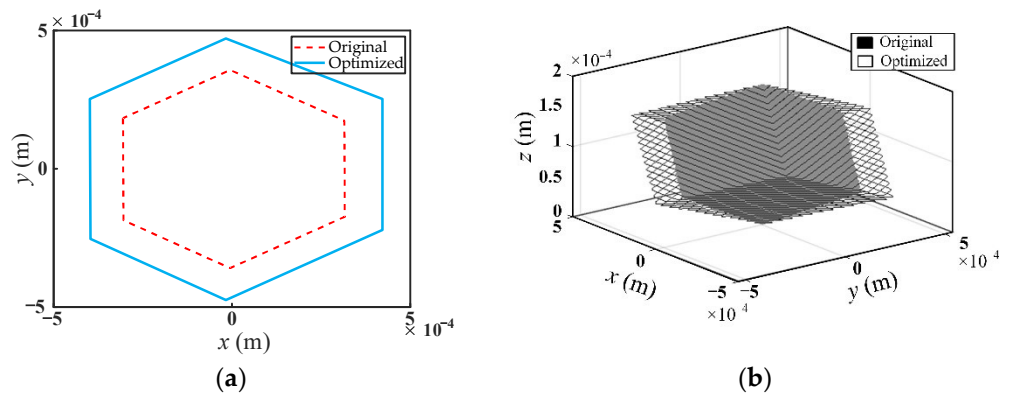 5 × 10⁻⁴
Original
Optimized
y (m)
0
−5
−5
0
5
× 10⁻⁴
x (m)
(a)
×10⁻⁴
Original
Optimized
2
1.5
1
0.5
0
z (m)
5
0
−5
x (m)
×10⁻⁴
−5
0
5
×10⁻⁴
y (m)
(b)